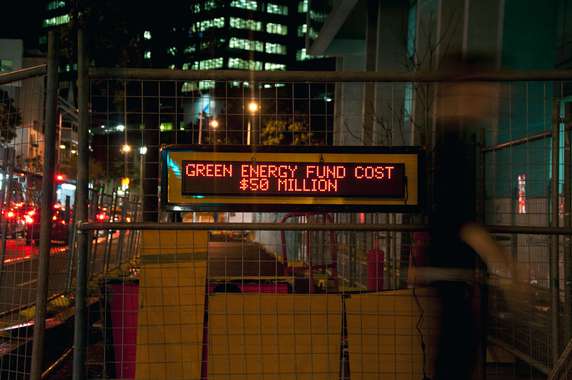 GREEN ENERGY FUND COST
$50 MILLION